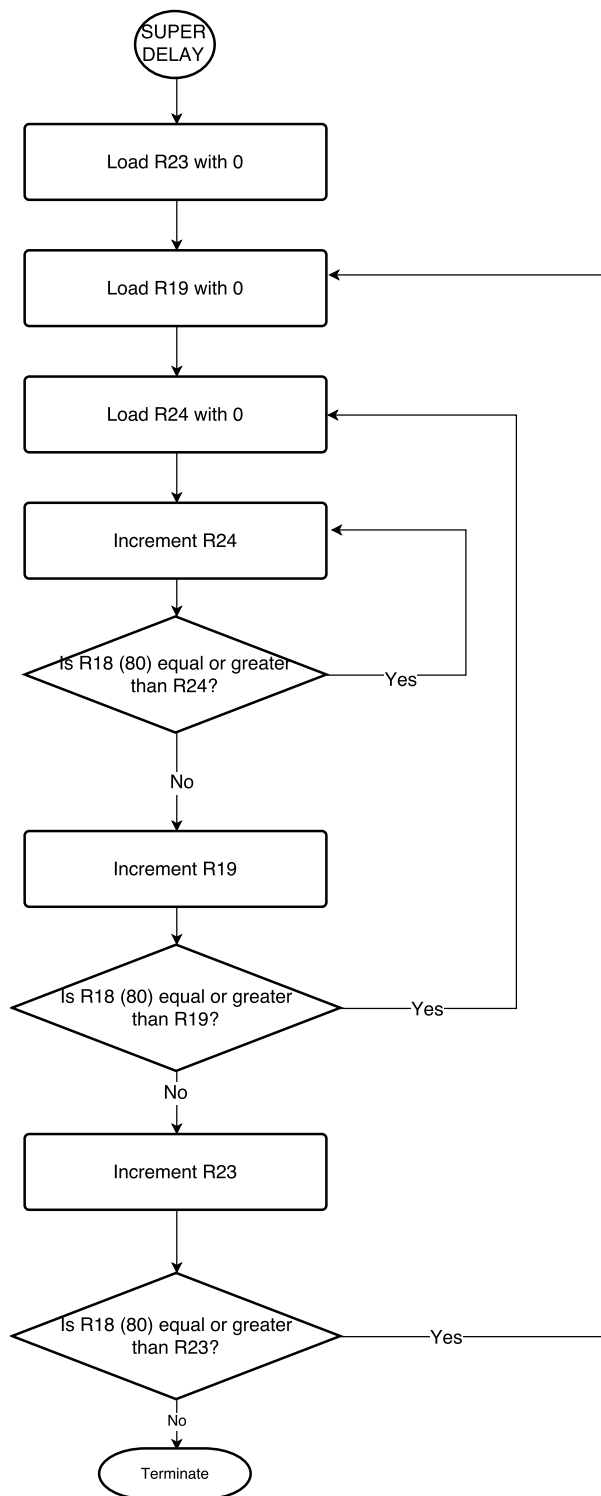 SUPER
DELAY
Load R23 with 0
Load R19 with 0
Load R24 with 0
Increment R24
Is R18 (80) equal or greater
than R24?
Yes
No
Increment R19
Is R18 (80) equal or greater
than R19?
Yes
No
Increment R23
Is R18 (80) equal or greater
than R23?
Yes
No
Terminate